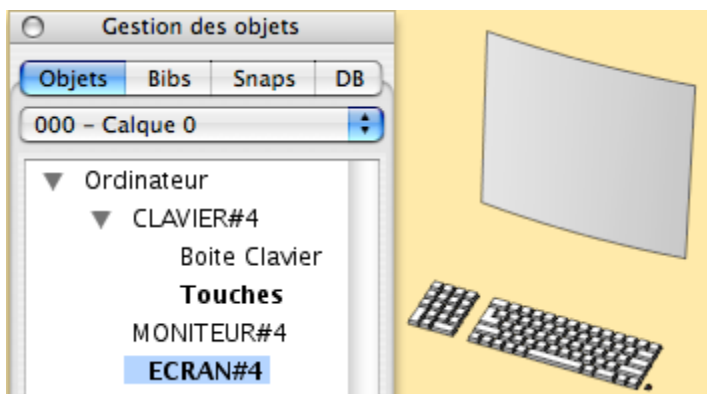 Gestion des objets
Objets Bibs Snaps DB
000 – Calque 0
Ordinateur
CLAVIER#4
Boite Clavier
Touches
MONITEUR#4
ECRAN#4